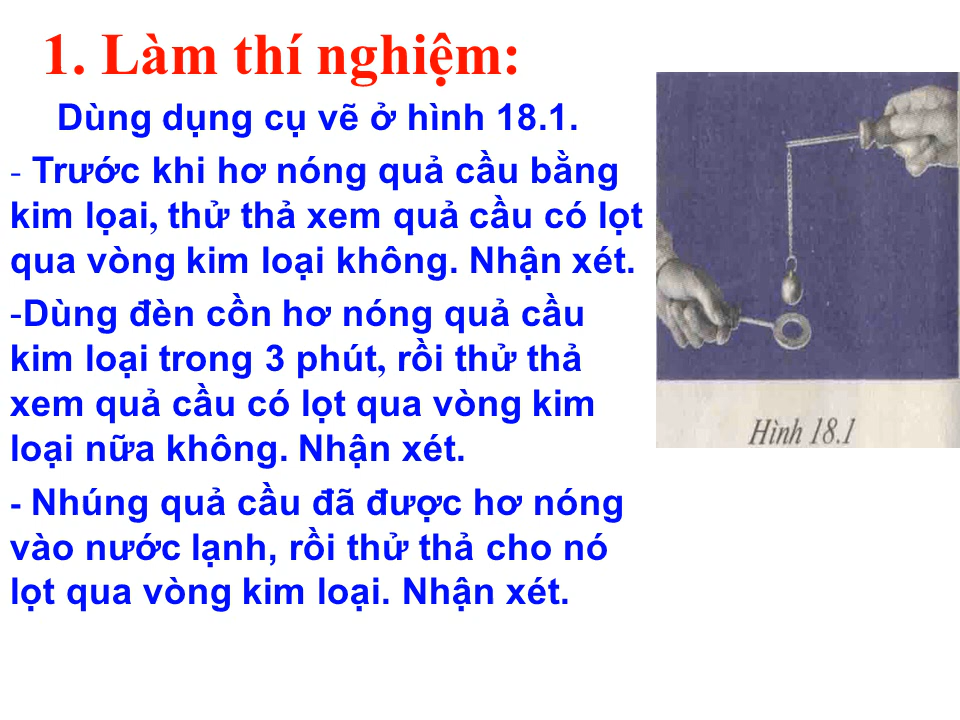 1. Làm thí nghiệm:
Dùng dụng cụ vẽ ở hình 18.1.
- Trước khi hơ nóng quả cầu bằng
kim lọai, thử thả xem quả cầu có lọt
qua vòng kim loại không. Nhận xét.
-Dùng đèn cồn hơ nóng quả cầu
kim loại trong 3 phút, rồi thử thả
xem quả cầu có lọt qua vòng kim
loại nữa không. Nhận xét.
- Nhúng quả cầu đã được hơ nóng
vào nước lạnh, rồi thử thả cho nó
lọt qua vòng kim loại. Nhận xét.
Hình 18.1